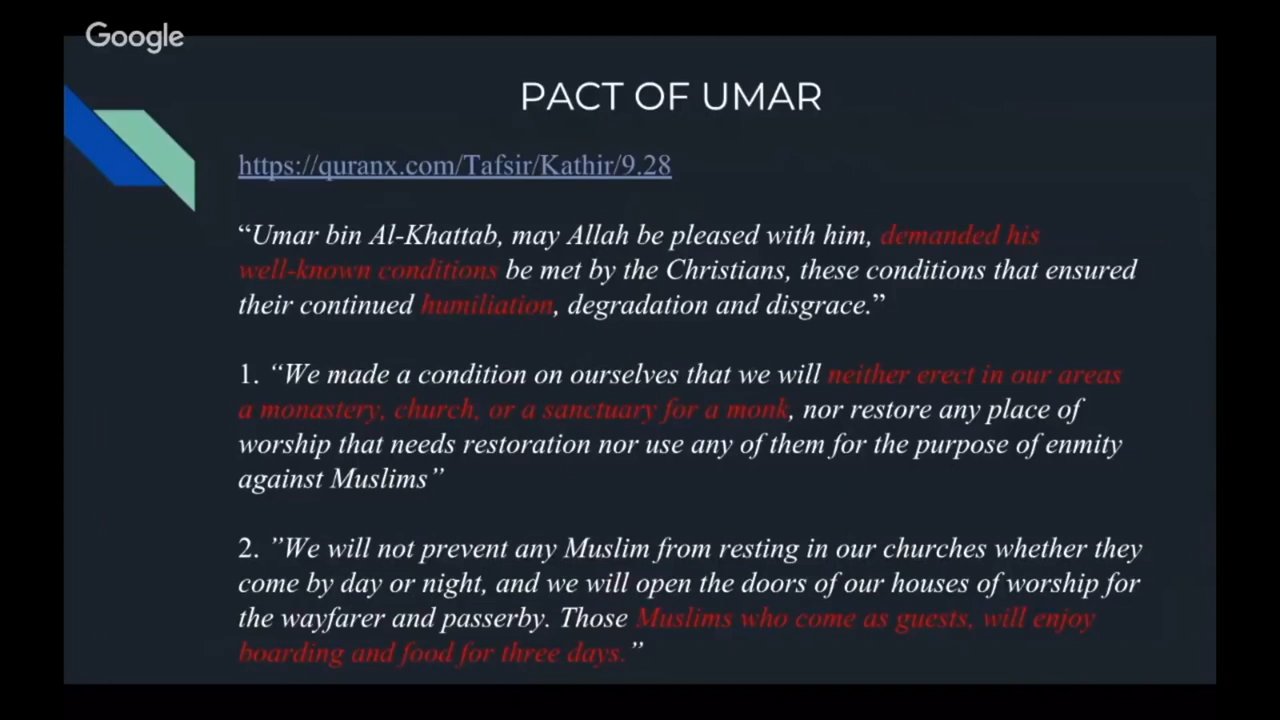 Google
PACT OF UMAR
https://quranx.com/Tafsir/Kathir/9.28
“Umar bin Al-Khattab, may Allah be pleased with him, demanded his
well-known conditions be met by the Christians, these conditions that ensured
their continued humiliation, degradation and disgrace.”
1. “We made a condition on ourselves that we will neither erect in our areas
a monastery, church, or a sanctuary for a monk, nor restore any place of
worship that needs restoration nor use any of them for the purpose of enmity
against Muslims”
2. ”We will not prevent any Muslim from resting in our churches whether they
come by day or night, and we will open the doors of our houses of worship for
the wayfarer and passerby. Those Muslims who come as guests, will enjoy
boarding and food for three days.”